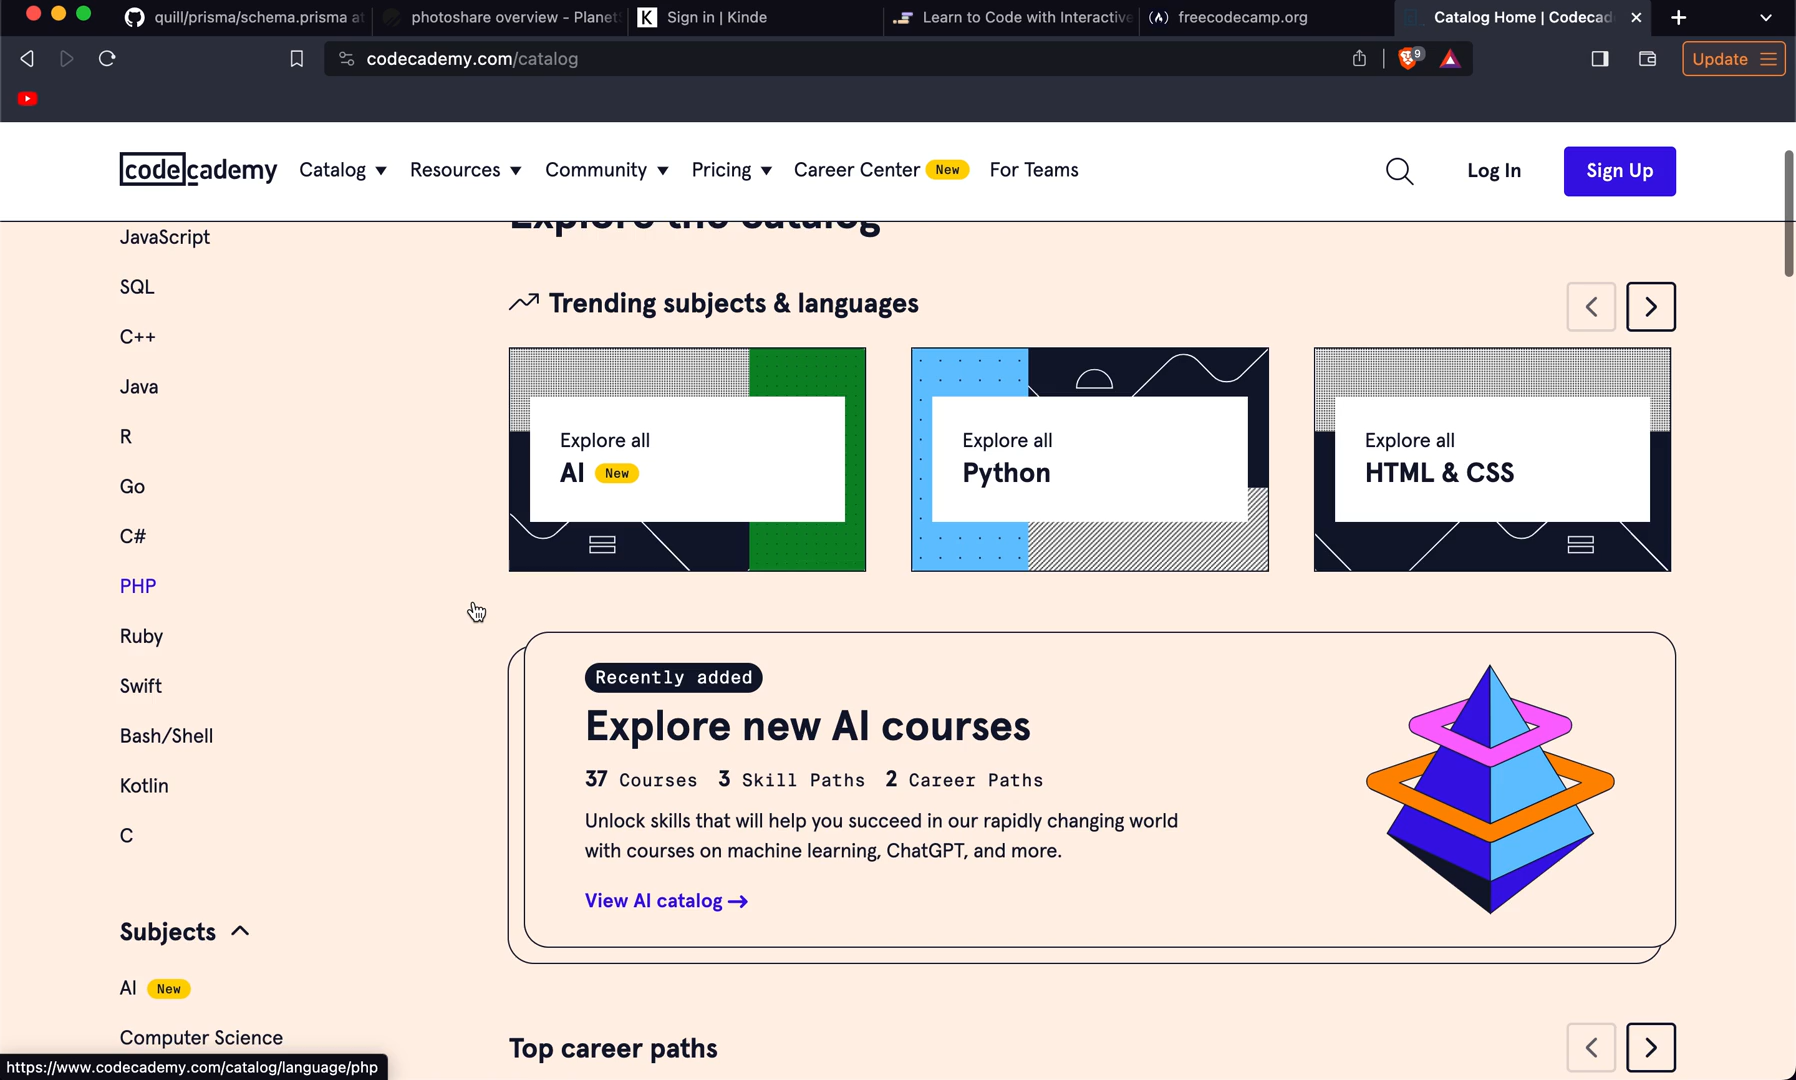 quill/prisma/schema.prisma at
photoshare overview - PlanetS
K Sign in | Kinde
Learn to Code with Interactive
freecodecamp.org
Catalog Home | Codecad
codecademy.com/catalog
9
Update
codecademy
Catalog
Resources
Community
Pricing
Career Center New
For Teams
Log In
Sign Up
JavaScript
SQL
C++
Java
R
Go
C#
PHP
Ruby
Swift
Bash/Shell
Kotlin
C
Subjects
AI New
Computer Science
Explore the catalog
Trending subjects & languages
Explore all
AI New
Explore all
Python
Explore all
HTML & CSS
Recently added
Explore new AI courses
37 Courses 3 Skill Paths 2 Career Paths
Unlock skills that will help you succeed in our rapidly changing world
with courses on machine learning, ChatGPT, and more.
View AI catalog
Top career paths
https://www.codecademy.com/catalog/language/php